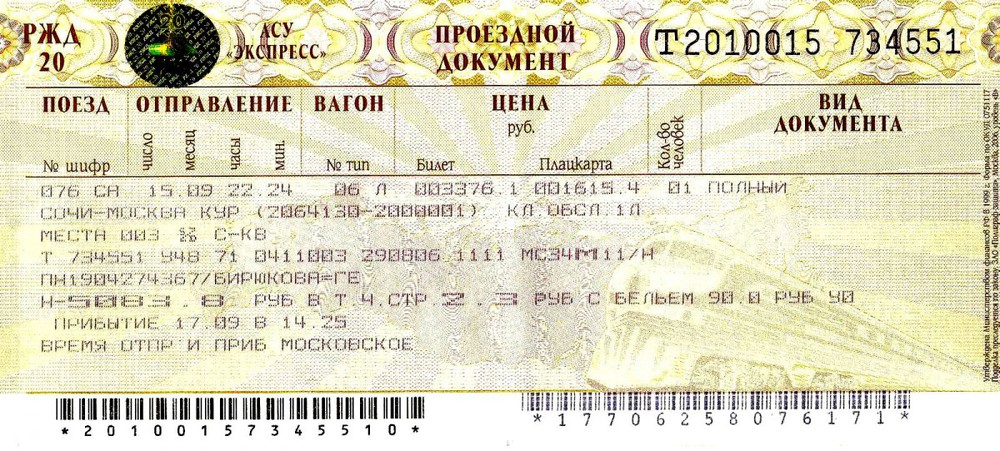 РЖД АСУ ПРОЕЗДНОЙ Т2010015 734551
20 «ЭКСПРЕСС» ДОКУМЕНТ
ПОЕЗД ОТПРАВЛЕНИЕ ВАГОН ЦЕНА Кол-во человек ВИД
руб. ДОКУМЕНТА
№ шифр число месяц часы мин. № тип Билет Плацкарта
076 СА 15.09 22.24 06 Л 003376.1 001615.4 01 ПОЛНЫЙ
СОЧИ-МОСКВА КУР (2064130-2000001) КЛ.ОБСЛ.1Л
МЕСТА 003 С-КВ
Т 734551 948 71 0411003 290806 1111 МС34М11/Н
ПН1904274367/БИРЮКОВА=ГЕ
Н-5083.8 РУБ В Т.Ч.СТР.2.3 РУБ С БЕЛЬЕМ 90.0 РУБ УО
ПРИБЫТИЕ 17.09 В 14.25
ВРЕМЯ ОТПР И ПРИБ МОСКОВСКОЕ
*20100157345510*
*1770625807617​1*